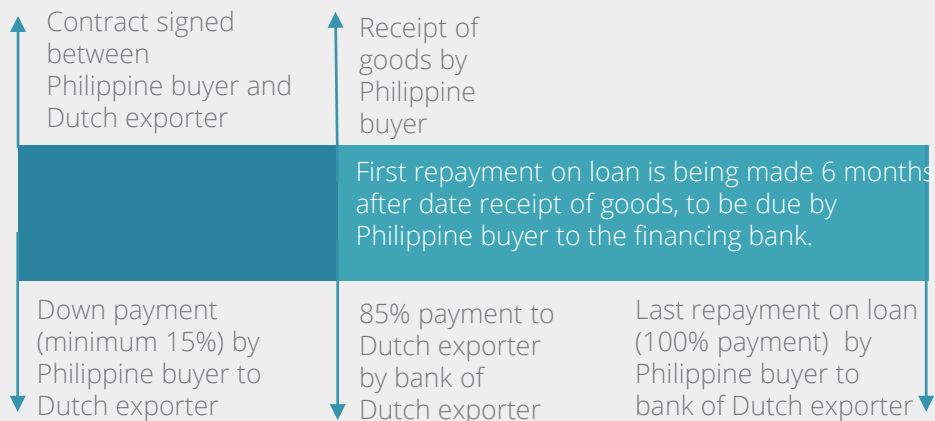 Contract signed
between
Philippine buyer and
Dutch exporter
Receipt of
goods by
Philippine
buyer
First repayment on loan is being made 6 months
after date receipt of goods, to be due by
Philippine buyer to the financing bank.
Down payment
(minimum 15%) by
Philippine buyer to
Dutch exporter
85% payment to
Dutch exporter
by bank of
Dutch exporter
Last repayment on loan
(100% payment) by
Philippine buyer to
bank of Dutch exporter